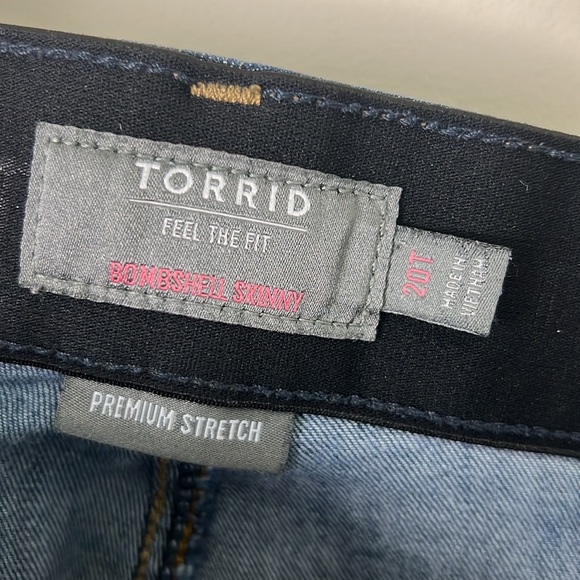 TORRID
FEEL THE FIT
BOMBSHELL SKINNY
20T
MADE IN
VIETNAM
PREMIUM STRETCH